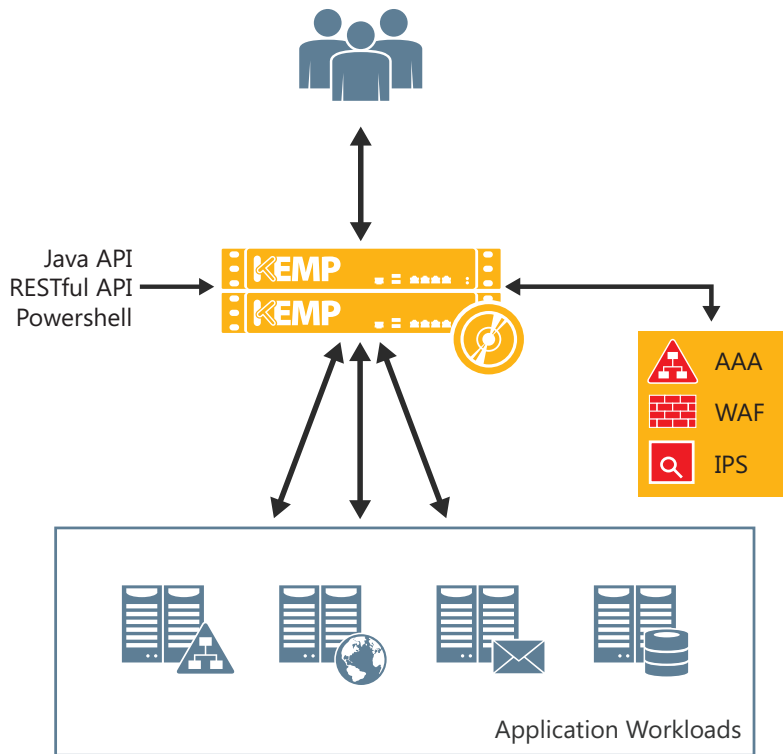 Java API
RESTful API
Powershell
KEMP
KEMP
AAA
WAF
IPS
Application Workloads